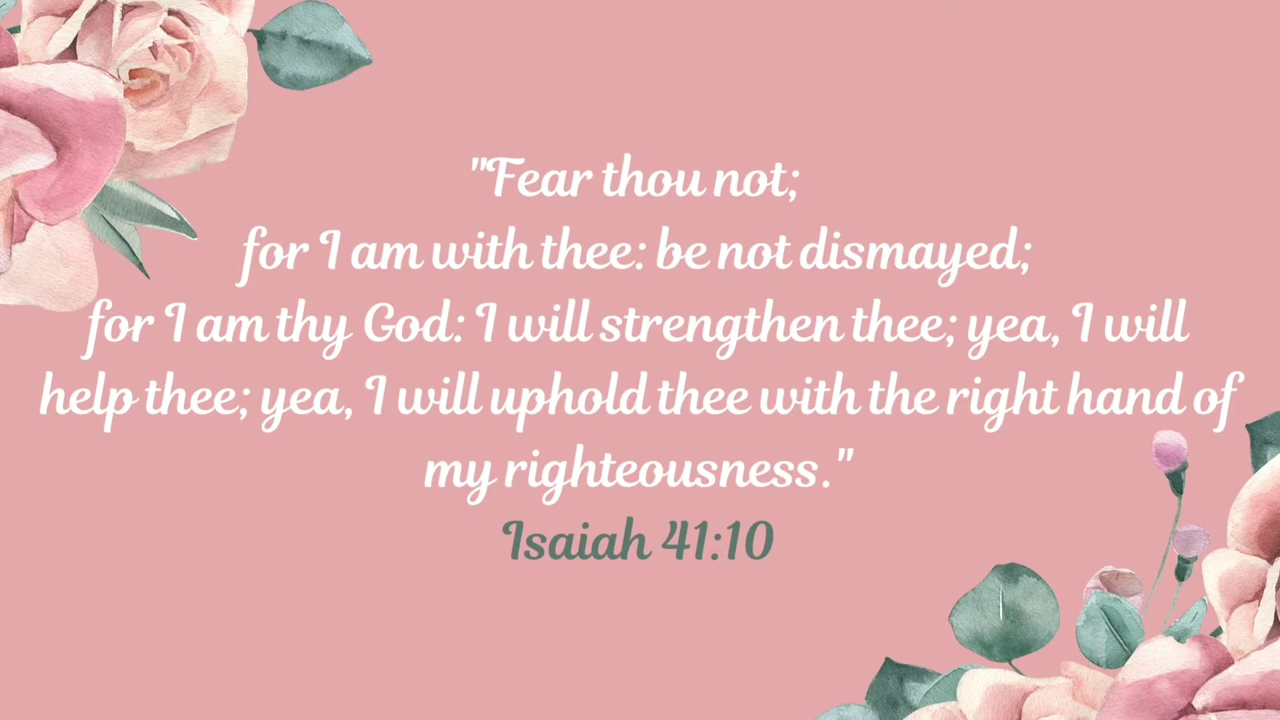 "Fear thou not;
for I am with thee: be not dismayed;
for I am thy God: I will strengthen thee; yea, I will
help thee; yea, I will uphold thee with the right hand of
my righteousness."
Isaiah 41:10